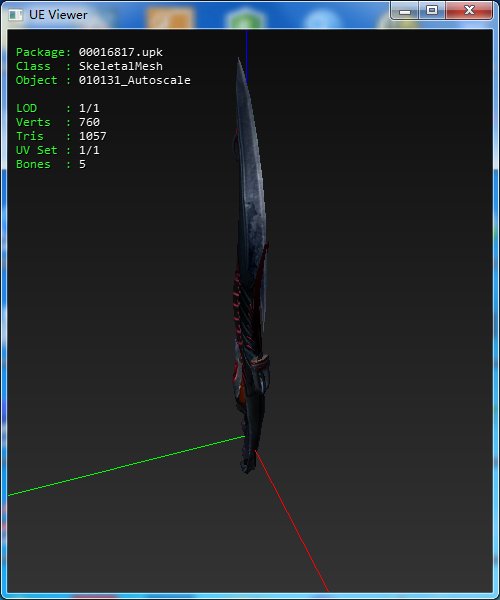 UE Viewer
Package: 00016817.upk
Class : SkeletalMesh
Object : 010131_Autoscale
LOD : 1/1
Verts : 760
Tris : 1057
UV Set : 1/1
Bones : 5